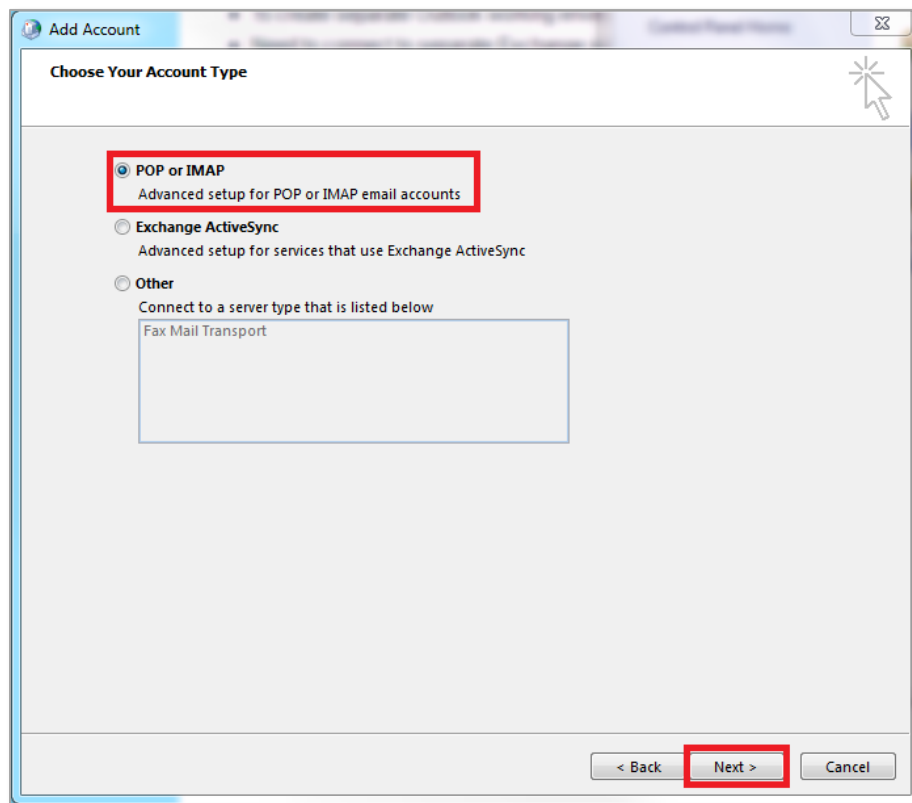 Add Account
Choose Your Account Type
POP or IMAP
Advanced setup for POP or IMAP email accounts
Exchange ActiveSync
Advanced setup for services that use Exchange ActiveSync
Other
Connect to a server type that is listed below
Fax Mail Transport
< Back
Next >
Cancel